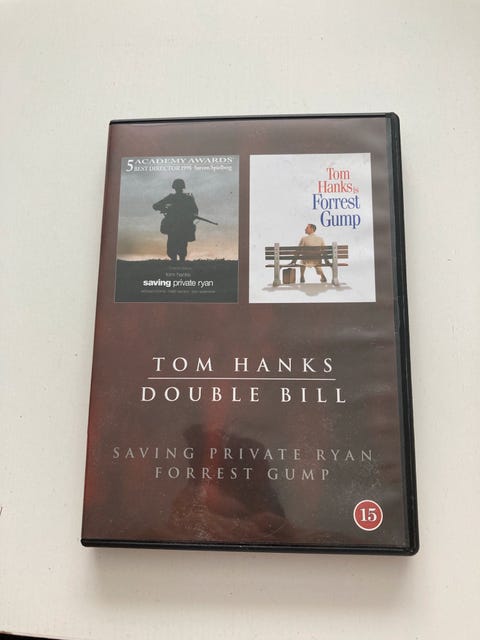 5 ACADEMY AWARDS
BEST DIRECTOR 1998 - Steven Spielberg
tom hanks
saving private ryan
Tom
Hanks is
Forrest
Gump
TOM HANKS
DOUBLE BILL
SAVING PRIVATE RYAN
FORREST GUMP
15